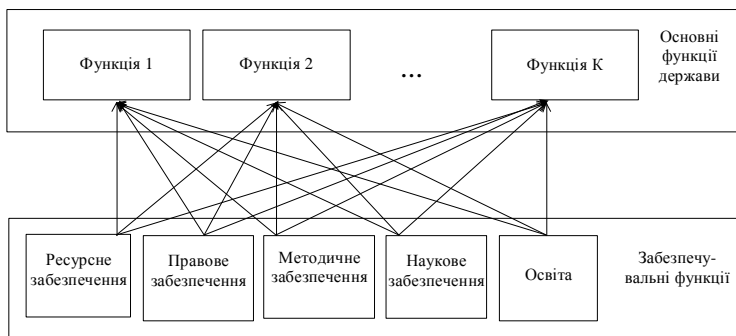 Функція 1
Функція 2
...
Функція К
Основні
функції
держави
Ресурсне
забезпечення
Правове
забезпечення
Методичне
забезпечення
Наукове
забезпечення
Освіта
Забезпечу-
вальні функції